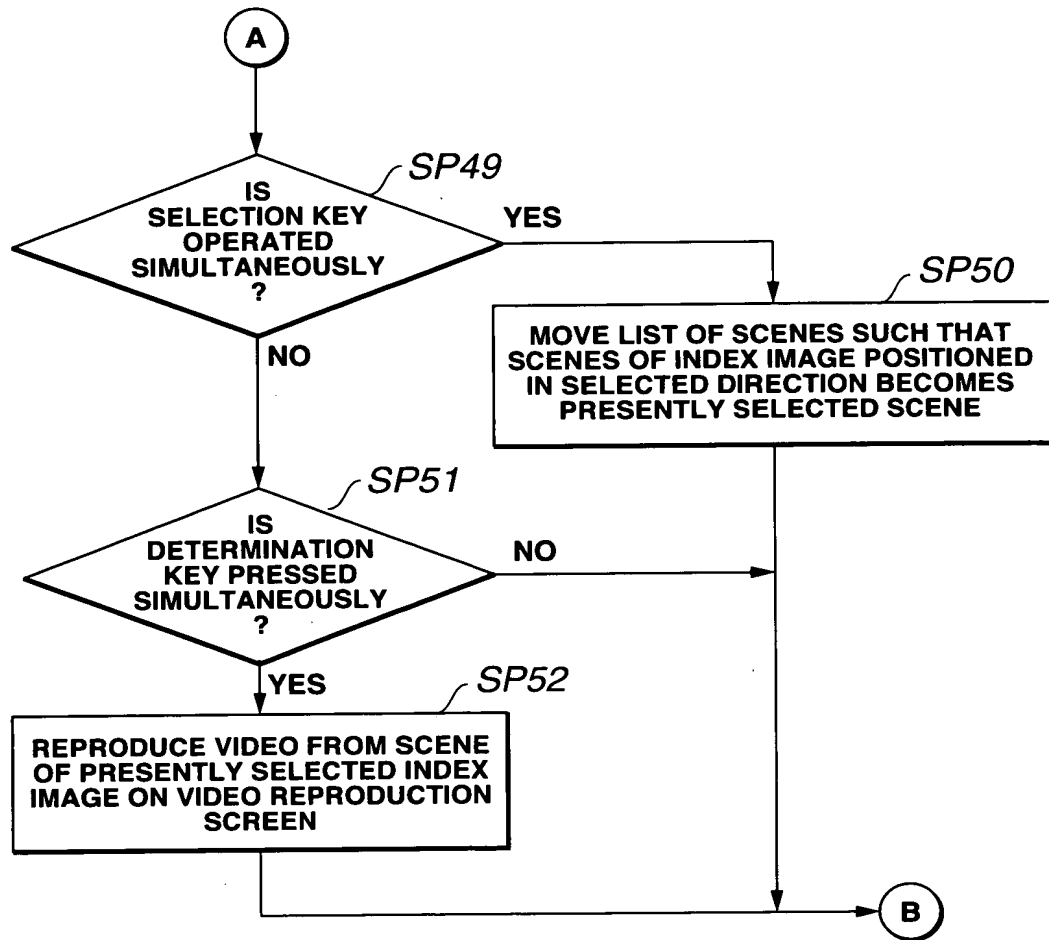 A
SP49
IS
SELECTION KEY
OPERATED
SIMULTANEOUSLY
?
YES
NO
SP50
MOVE LIST OF SCENES SUCH THAT
SCENES OF INDEX IMAGE POSITIONED
IN SELECTED DIRECTION BECOMES
PRESENTLY SELECTED SCENE
SP51
IS
DETERMINATION
KEY PRESSED
SIMULTANEOUSLY
?
NO
YES
SP52
REPRODUCE VIDEO FROM SCENE
OF PRESENTLY SELECTED INDEX
IMAGE ON VIDEO REPRODUCTION
SCREEN
B